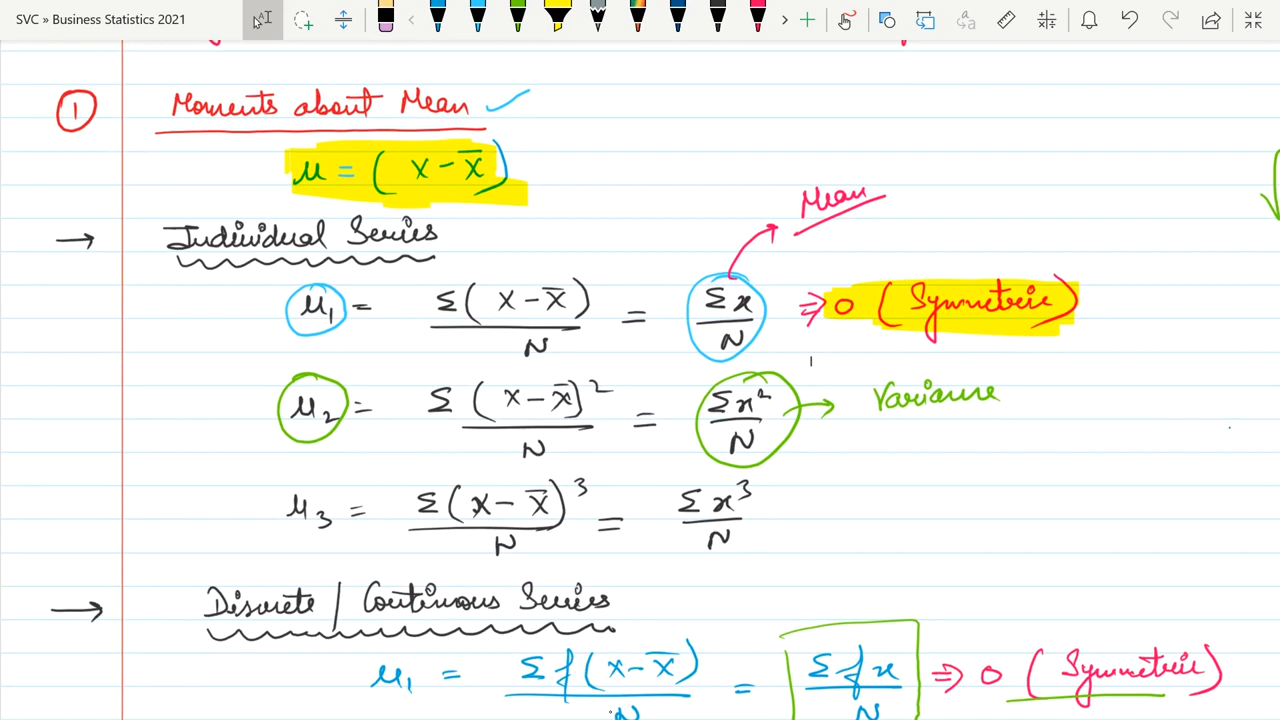 SVC » Business Statistics 2021
① Moments about Mean ✓
μ = (X - X̅)
Mean
→ Individual Series
μ₁ = Σ(X - X̅)/N = Σx/N ⇒ 0 (Symmetric)
μ₂ = Σ(X - X̅)²/N = Σx²/N → Variance
μ₃ = Σ(X - X̅)³/N = Σx³/N
→ Discrete / Continuous Series
μ₁ = Σf(X - X̅)/N = Σfx/N ⇒ 0 (Symmetric)